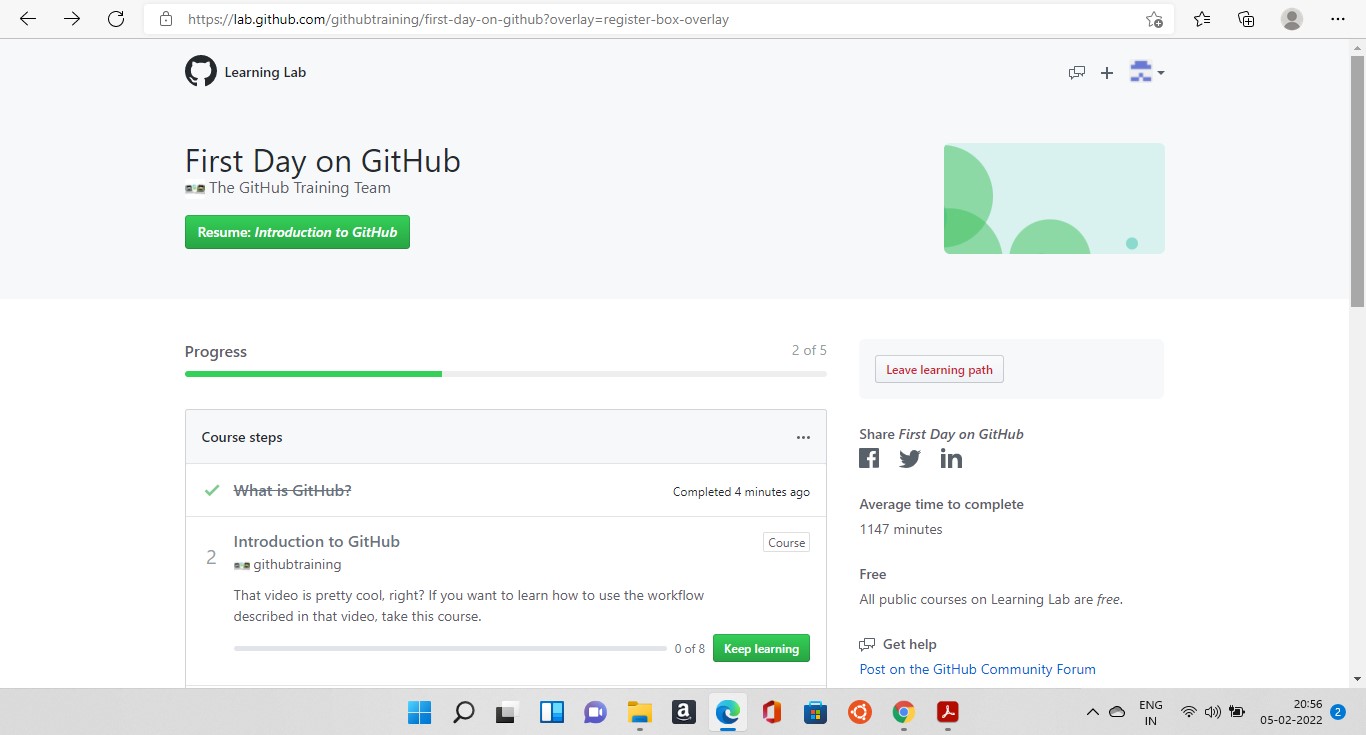 https://lab.github.com/githubtraining/first-day-on-github?overlay=register-box-overlay
Learning Lab
First Day on GitHub
The GitHub Training Team
Resume: Introduction to GitHub
Progress
2 of 5
Leave learning path
Course steps
What is GitHub?
Completed 4 minutes ago
2
Introduction to GitHub
Course
githubtraining
That video is pretty cool, right? If you want to learn how to use the workflow
described in that video, take this course.
0 of 8
Keep learning
Share First Day on GitHub
Average time to complete
1147 minutes
Free
All public courses on Learning Lab are free.
Get help
Post on the GitHub Community Forum
ENG
IN
20:56
05-02-2022
2